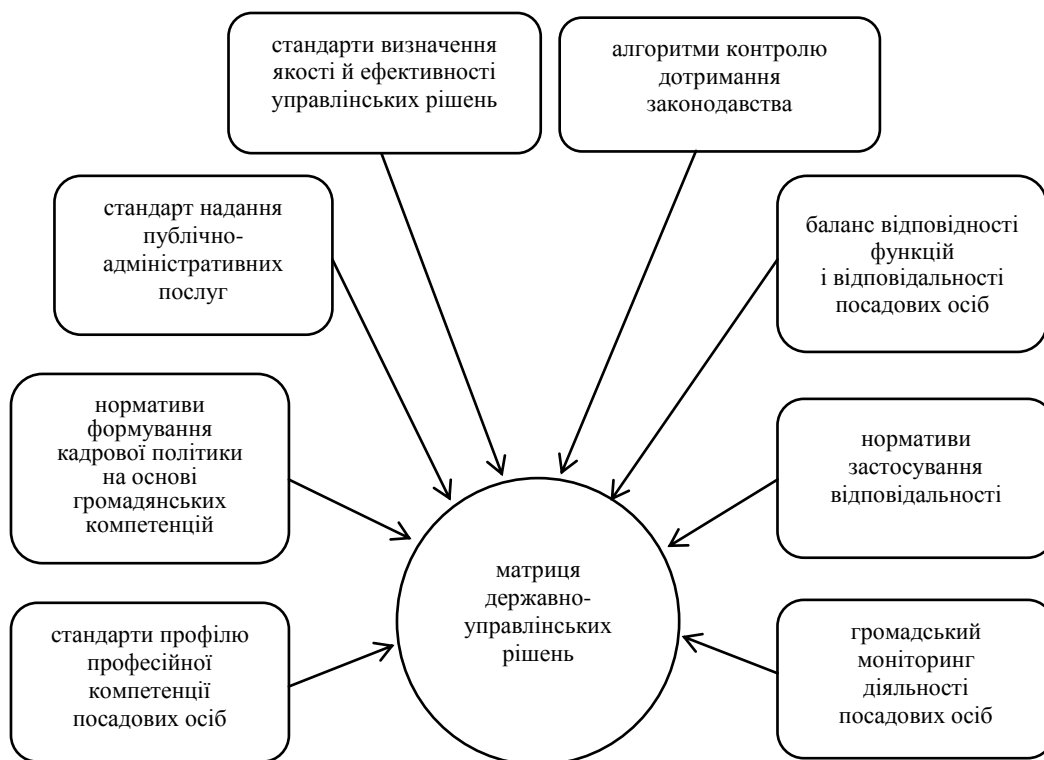 стандарти визначення
якості й ефективності
управлінських рішень
алгоритми контролю
дотримання
законодавства
стандарт надання
публічно-
адміністративних
послуг
баланс відповідності
функцій
і відповідальності
посадових осіб
нормативи
формування
кадрової політики
на основі
громадянських
компетенцій
нормативи
застосування
відповідальності
матриця
державно-
управлінських
рішень
стандарти профілю
професійної
компетенції
посадових осіб
громадський
моніторинг
діяльності
посадових осіб